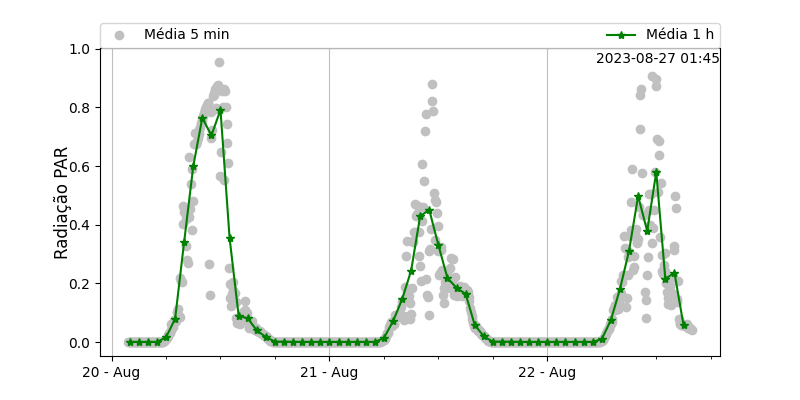 Média 5 min
Média 1 h
2023-08-27 01:45
Radiação PAR
1.0
0.8
0.6
0.4
0.2
0.0
20 - Aug
21 - Aug
22 - Aug